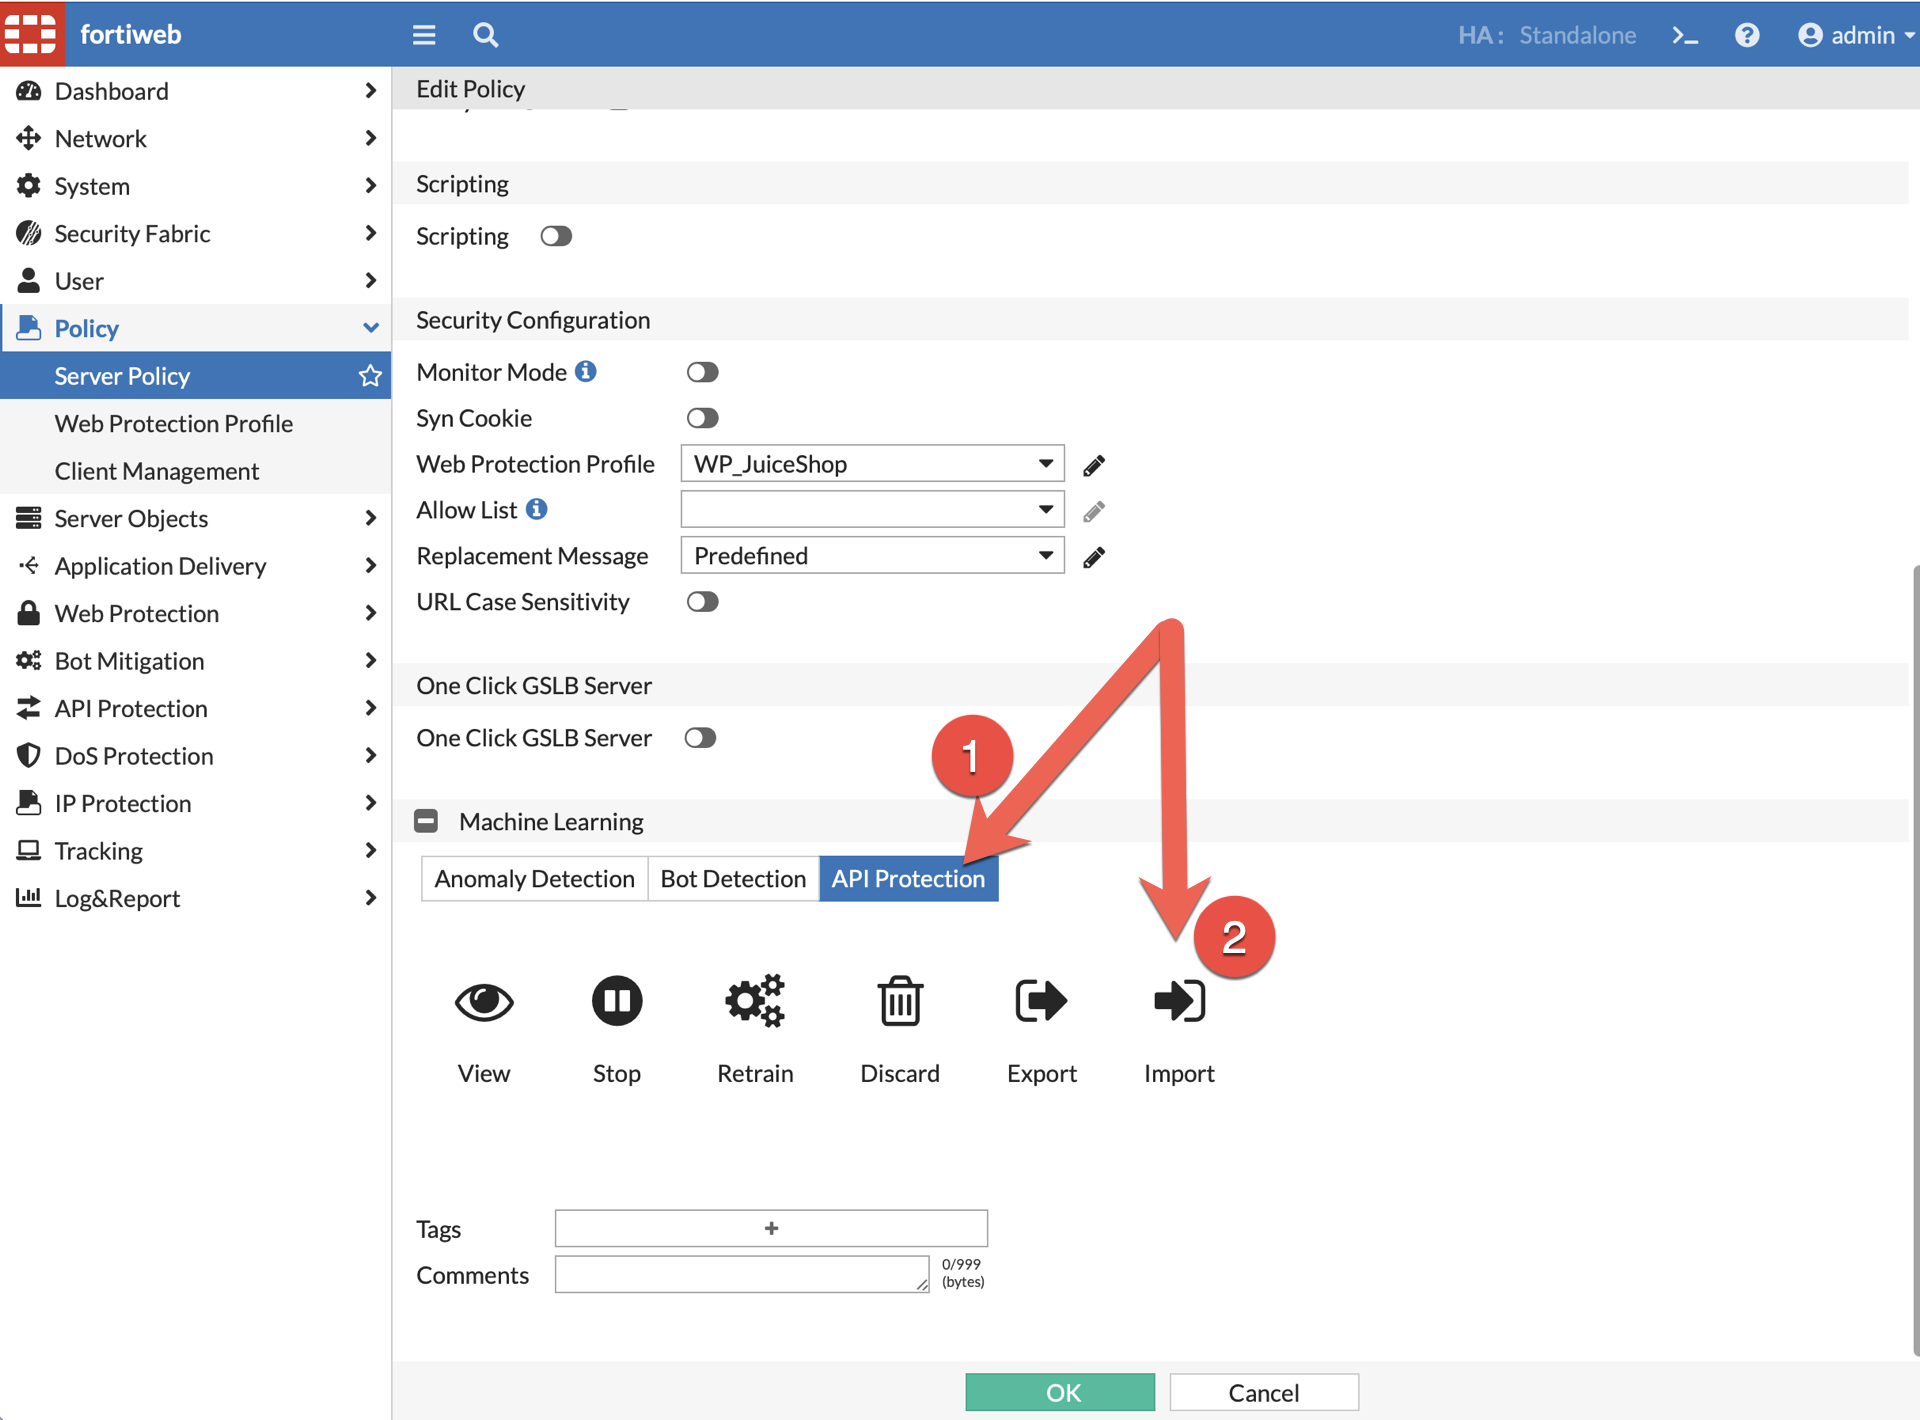 fortiweb
HA: Standalone
admin
Dashboard
Network
System
Security Fabric
User
Policy
Server Policy
Web Protection Profile
Client Management
Server Objects
Application Delivery
Web Protection
Bot Mitigation
API Protection
DoS Protection
IP Protection
Tracking
Log&Report
Edit Policy
Scripting
Scripting
Security Configuration
Monitor Mode
Syn Cookie
Web Protection Profile WP_JuiceShop
Allow List
Replacement Message Predefined
URL Case Sensitivity
One Click GSLB Server
One Click GSLB Server
1
Machine Learning
Anomaly Detection Bot Detection API Protection
2
View Stop Retrain Discard Export Import
Tags +
Comments 0/999
(bytes)
OK Cancel